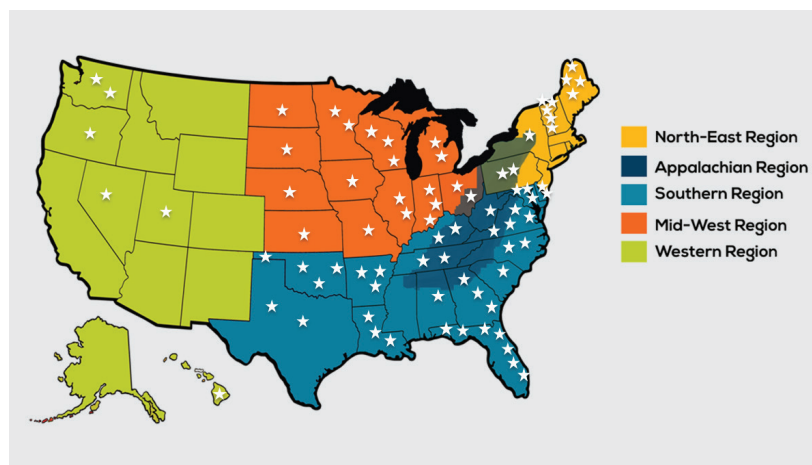 North-East Region
Appalachian Region
Southern Region
Mid-West Region
Western Region